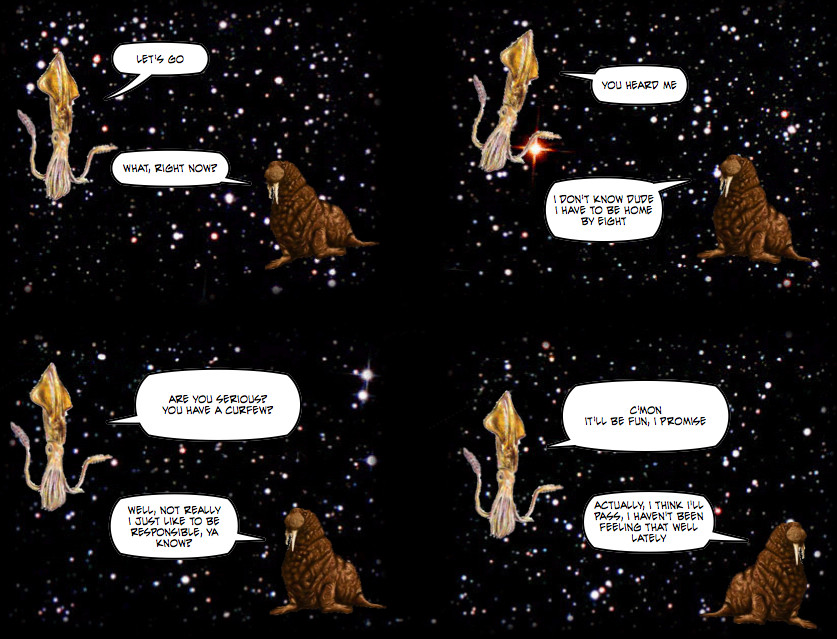 LET'S GO
WHAT, RIGHT NOW?
YOU HEARD ME
I DON'T KNOW DUDE
I HAVE TO BE HOME
BY EIGHT
ARE YOU SERIOUS?
YOU HAVE A CURFEW?
WELL, NOT REALLY
I JUST LIKE TO BE
RESPONSIBLE, YA
KNOW?
C'MON
IT'LL BE FUN, I PROMISE
ACTUALLY, I THINK I'LL
PASS, I HAVEN'T BEEN
FEELING THAT WELL
LATELY